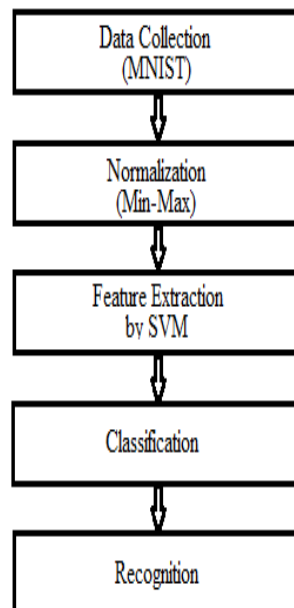 Data Collection
(MNIST)
Normalization
(Min-Max)
Feature Extraction
by SVM
Classification
Recognition